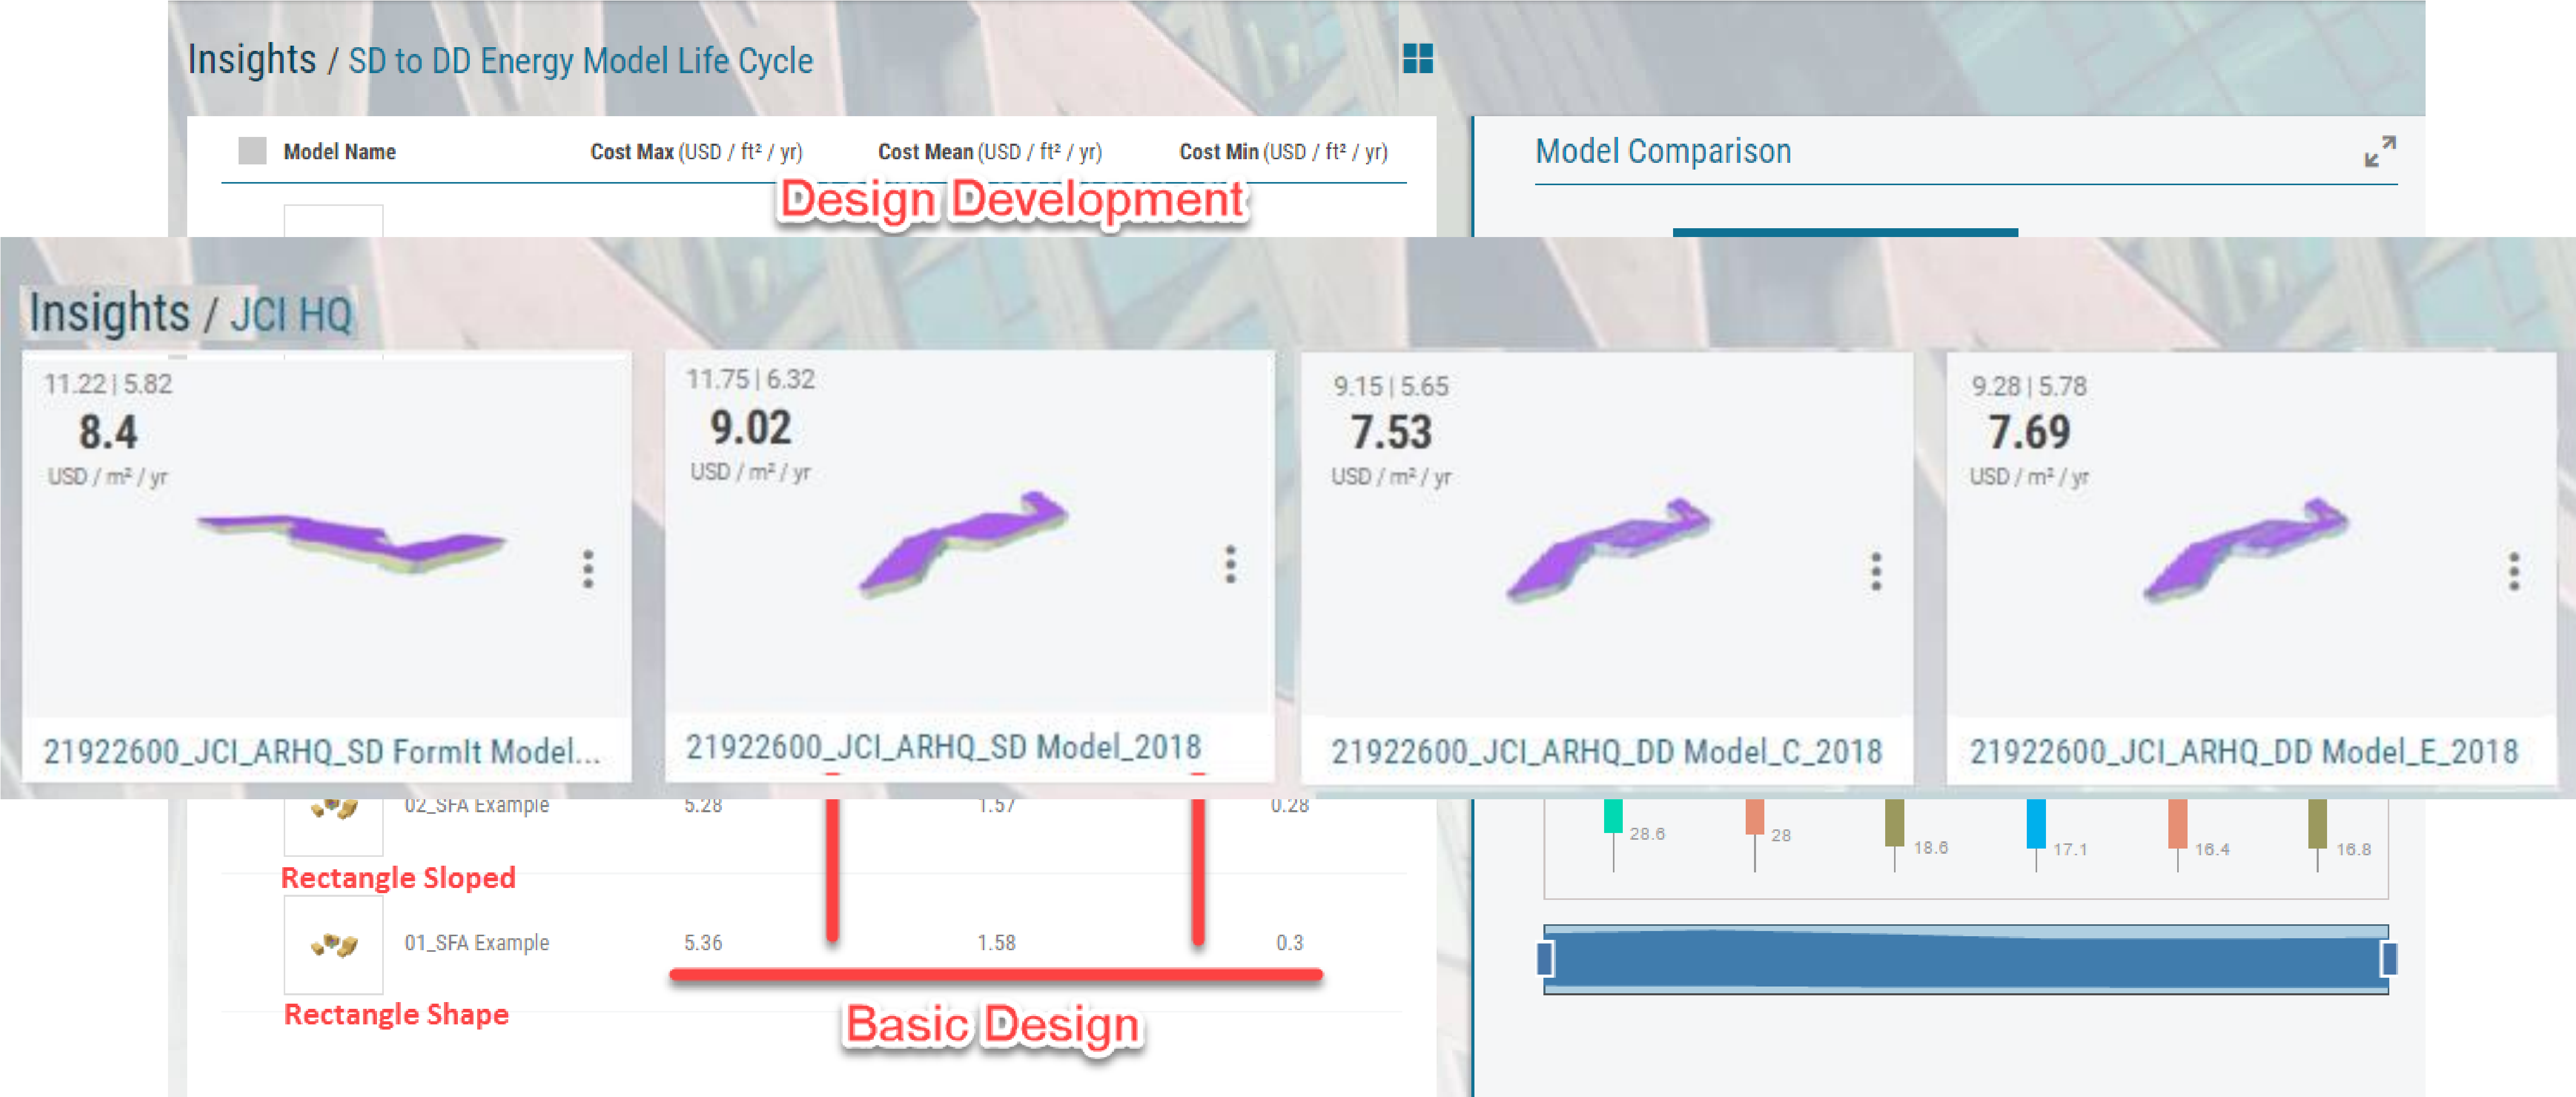 Insights / SD to DD Energy Model Life Cycle
Model Name Cost Max (USD / ft² / yr) Cost Mean (USD / ft² / yr) Cost Min (USD / ft² / yr)
Model Comparison
Design Development
Insights / JCI HQ
11.22 | 5.82
8.4
USD / m² / yr
21922600_JCI_ARHQ_SD FormIt Model...
11.75 | 6.32
9.02
USD / m² / yr
21922600_JCI_ARHQ_SD Model_2018
9.15 | 5.65
7.53
USD / m² / yr
21922600_JCI_ARHQ_DD Model_C_2018
9.28 | 5.78
7.69
USD / m² / yr
21922600_JCI_ARHQ_DD Model_E_2018
02_SFA Example 5.28 1.57 0.28
Rectangle Sloped
01_SFA Example 5.36 1.58 0.3
Rectangle Shape
Basic Design
28.6 28 18.6 17.1 16.4 16.8